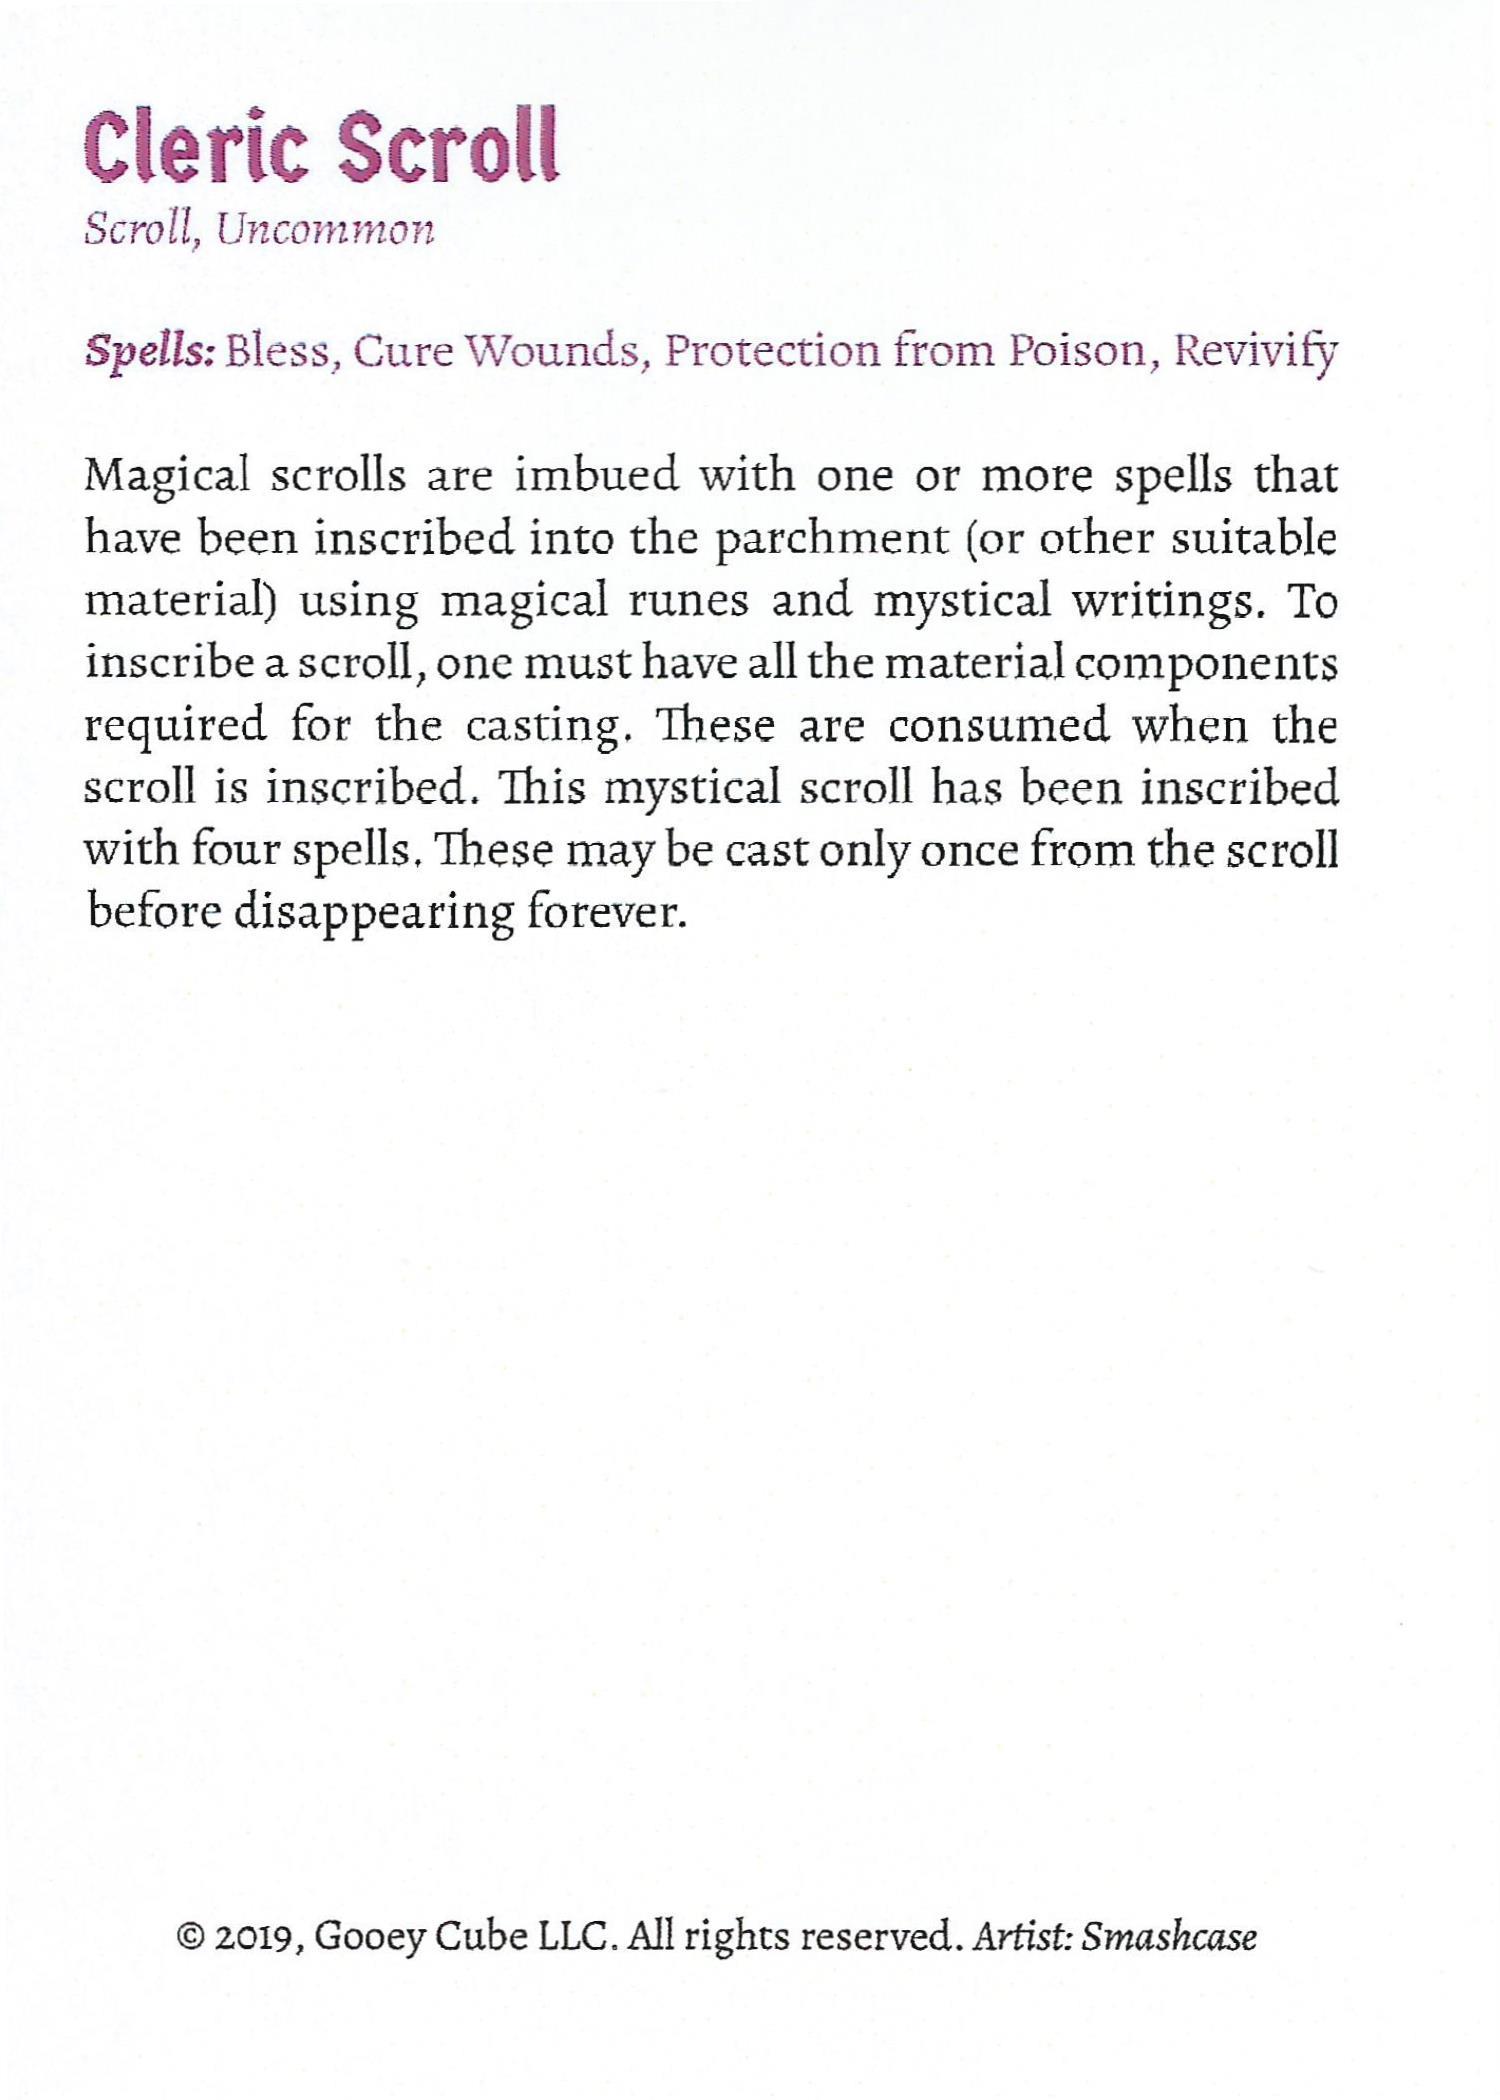 Cleric Scroll
Scroll, Uncommon
Spells: Bless, Cure Wounds, Protection from Poison, Revivify
Magical scrolls are imbued with one or more spells that
have been inscribed into the parchment (or other suitable
material) using magical runes and mystical writings. To
inscribe a scroll, one must have all the material components
required for the casting. These are consumed when the
scroll is inscribed. This mystical scroll has been inscribed
with four spells. These may be cast only once from the scroll
before disappearing forever.
© 2019, Gooey Cube LLC. All rights reserved. Artist: Smashcase